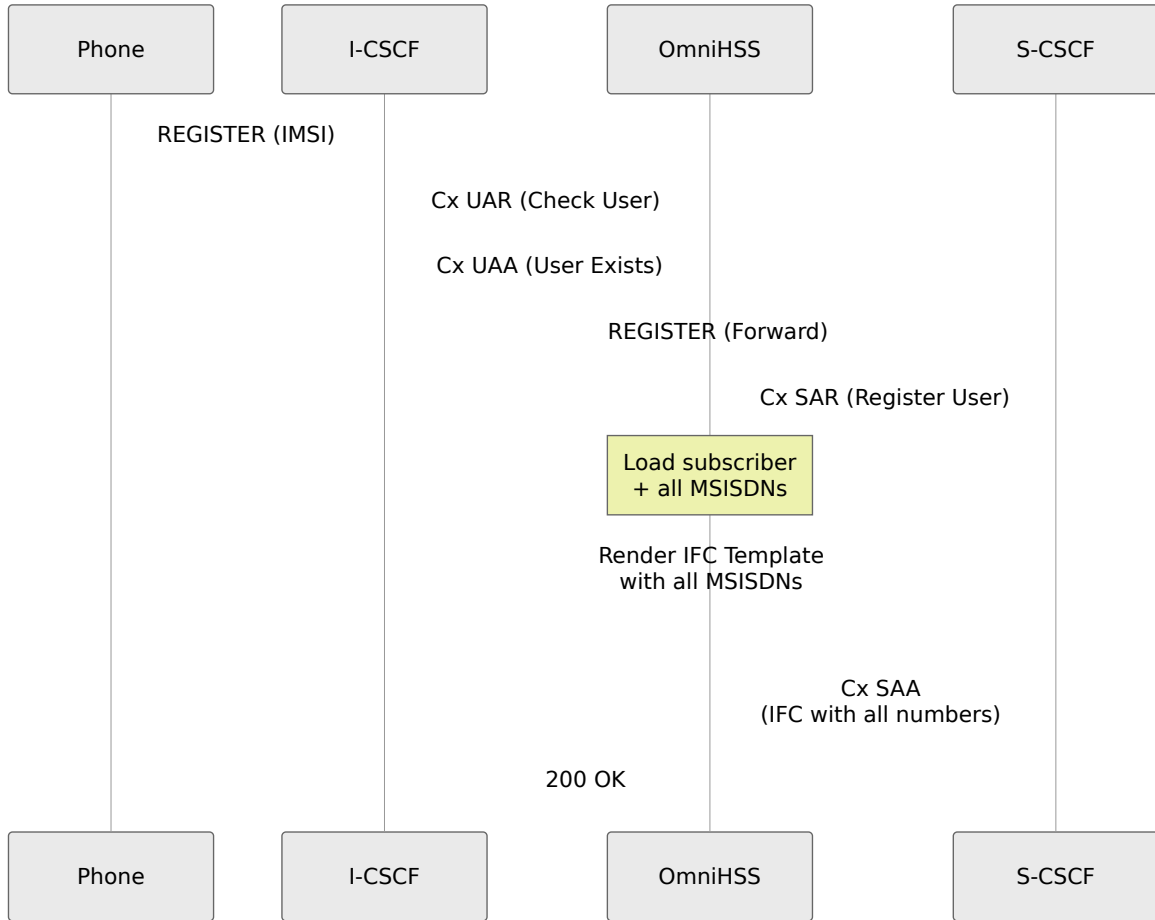 Phone
I-CSCF
OmniHSS
S-CSCF
REGISTER (IMSI)
Cx UAR (Check User)
Cx UAA (User Exists)
REGISTER (Forward)
Cx SAR (Register User)
Load subscriber
+ all MSISDNs
Render IFC Template
with all MSISDNs
Cx SAA
(IFC with all numbers)
200 OK
Phone
I-CSCF
OmniHSS
S-CSCF